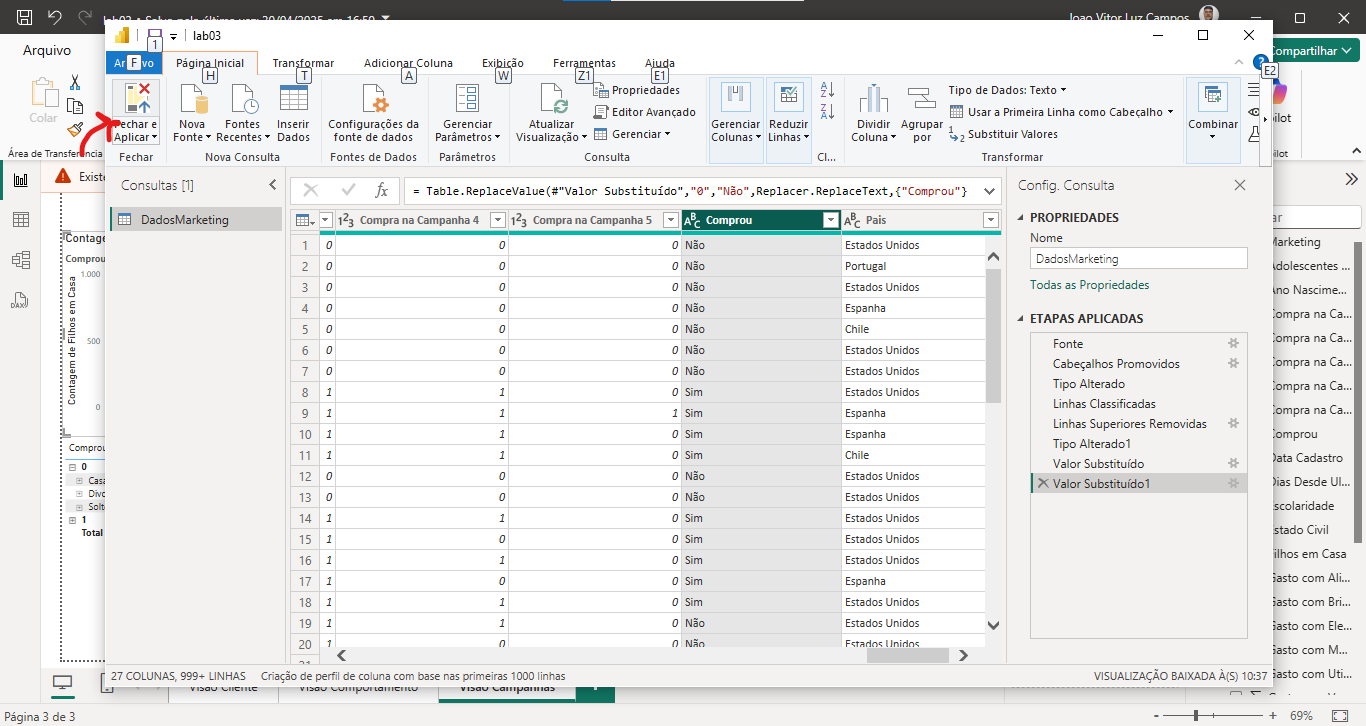 lab03 • Salvo pela última vez: 30/04/2025 em 16:50
Joao Vitor Luz Campos
Arquivo
Compartilhar
Colar
Área de Transferência
Existe
1
lab03
Arquivo
F
Página Inicial
H
Transformar
T
Adicionar Coluna
A
Exibição
W
Ferramentas
Z1
Ajuda
E1
E2
Fechar e
Aplicar
Fechar
Nova
Fonte
Fontes
Recentes
Inserir
Dados
Nova Consulta
Configurações da
fonte de dados
Fontes de Dados
Gerenciar
Parâmetros
Parâmetros
Atualizar
Visualização
Propriedades
Editor Avançado
Gerenciar
Consulta
Gerenciar
Colunas
Reduzir
Linhas
Cl...
Dividir
Coluna
Agrupar
por
Tipo de Dados: Texto
Usar a Primeira Linha como Cabeçalho
Substituir Valores
Transformar
Combinar
pilot
pilot
Consultas [1]
DadosMarketing
= Table.ReplaceValue(#"Valor Substituído","0","Não",Replacer.ReplaceText,{"Comprou"}
Compra na Campanha 4 Compra na Campanha 5 Comprou Pais
1 0 0 0 Não Estados Unidos
2 0 0 0 Não Portugal
3 0 0 0 Não Estados Unidos
4 0 0 0 Não Espanha
5 0 0 0 Não Chile
6 0 0 0 Não Estados Unidos
7 0 0 0 Não Estados Unidos
8 1 1 0 Sim Estados Unidos
9 1 1 1 Sim Espanha
10 1 1 0 Sim Espanha
11 1 1 0 Sim Chile
12 0 0 0 Não Estados Unidos
13 0 0 0 Não Estados Unidos
14 1 1 0 Sim Estados Unidos
15 1 0 0 Sim Estados Unidos
16 1 1 0 Sim Estados Unidos
17 1 0 0 Sim Espanha
18 1 1 0 Sim Estados Unidos
19 1 1 0 Não Estados Unidos
20 1 0 0 Não Estados Unidos
Config. Consulta
PROPRIEDADES
Nome
DadosMarketing
Todas as Propriedades
ETAPAS APLICADAS
Fonte
Cabeçalhos Promovidos
Tipo Alterado
Linhas Classificadas
Linhas Superiores Removidas
Tipo Alterado1
Valor Substituído
Valor Substituído1
27 COLUNAS, 999+ LINHAS
Criação de perfil de coluna com base nas primeiras 1000 linhas
VISUALIZAÇÃO BAIXADA À(S) 10:37
Contagem
Comprou
Contagem de Filhos em Casa
1.000
500
0
Comprou
0
Casa
Divo
Solte
1
Total
Marketing
Adolescentes ...
Ano Nascime...
Compra na Ca...
Compra na Ca...
Compra na Ca...
Compra na Ca...
Compra na Ca...
Comprou
Data Cadastro
Dias Desde Ul...
Escolaridade
Estado Civil
Filhos em Casa
Gasto com Ali...
Gasto com Bri...
Gasto com Ele...
Gasto com M...
Gasto com Uti...
Visão Cliente
Visão Comportamento
Visão Campanhas
Página 3 de 3
69%